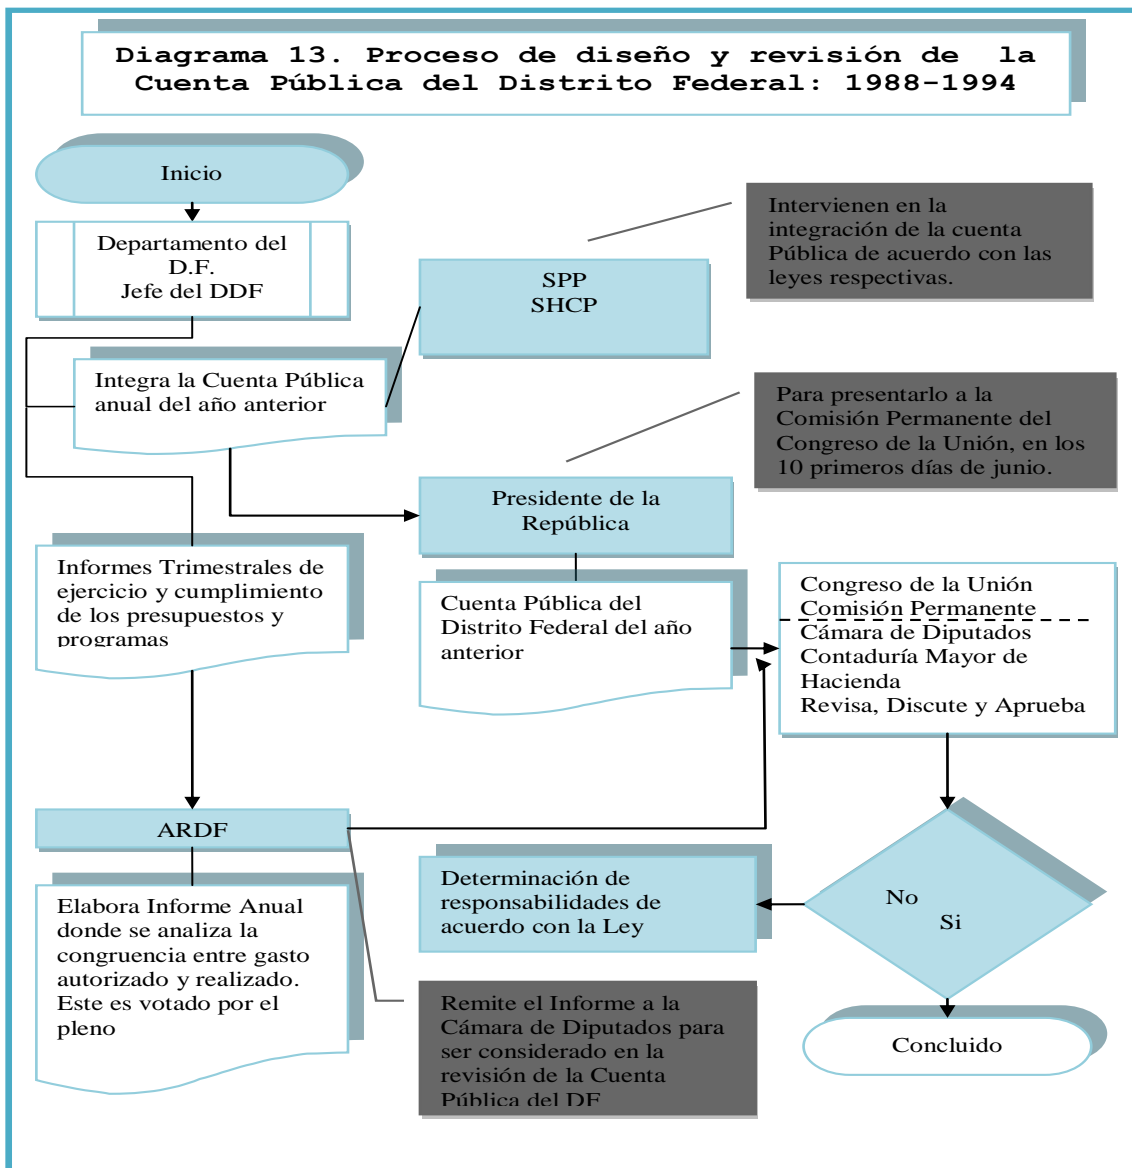 Diagrama 13. Proceso de diseño y revisión de la
Cuenta Pública del Distrito Federal: 1988-1994
Inicio
Departamento del
D.F.
Jefe del DDF
SPP
SHCP
Intervienen en la
integración de la cuenta
Pública de acuerdo con las
leyes respectivas.
Integra la Cuenta Pública
anual del año anterior
Para presentarlo a la
Comisión Permanente del
Congreso de la Unión, en los
10 primeros días de junio.
Presidente de la
República
Informes Trimestrales de
ejercicio y cumplimiento
de los presupuestos y
programas
Cuenta Pública del
Distrito Federal del año
anterior
Congreso de la Unión
Comisión Permanente
Cámara de Diputados
Contaduría Mayor de
Hacienda
Revisa, Discute y Aprueba
ARDF
Elabora Informe Anual
donde se analiza la
congruencia entre gasto
autorizado y realizado.
Este es votado por el
pleno
Determinación de
responsabilidades de
acuerdo con la Ley
No
Si
Remite el Informe a la
Cámara de Diputados para
ser considerado en la
revisión de la Cuenta
Pública del DF
Concluido